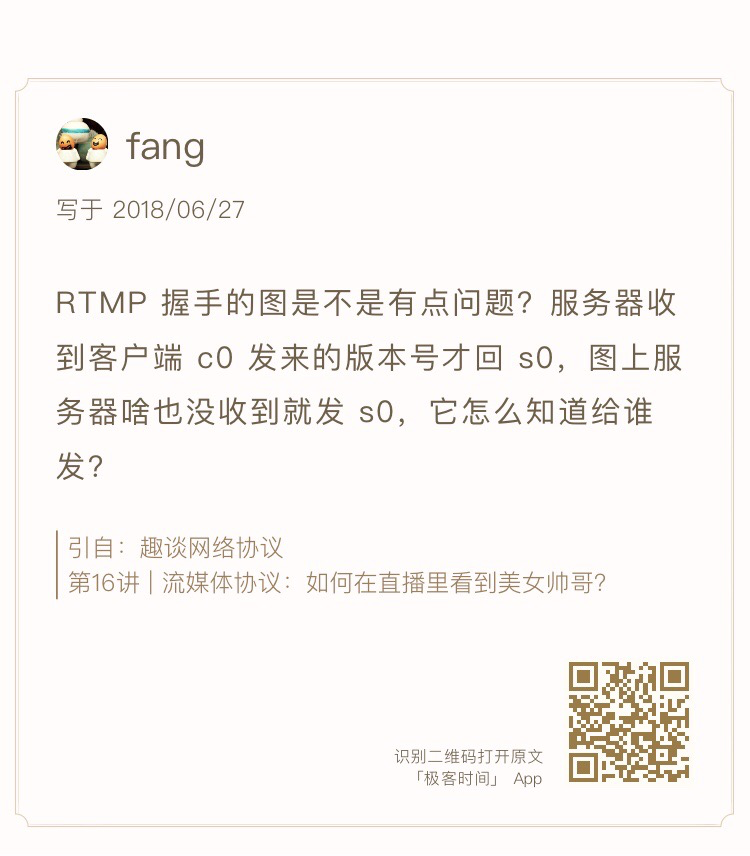 fang
写于 2018/06/27
RTMP 握手的图是不是有点问题？服务器收
到客户端 c0 发来的版本号才回 s0，图上服
务器啥也没收到就发 s0，它怎么知道给谁
发？
引自：趣谈网络协议
第16讲 | 流媒体协议：如何在直播里看到美女帅哥？
识别二维码打开原文
「极客时间」 App